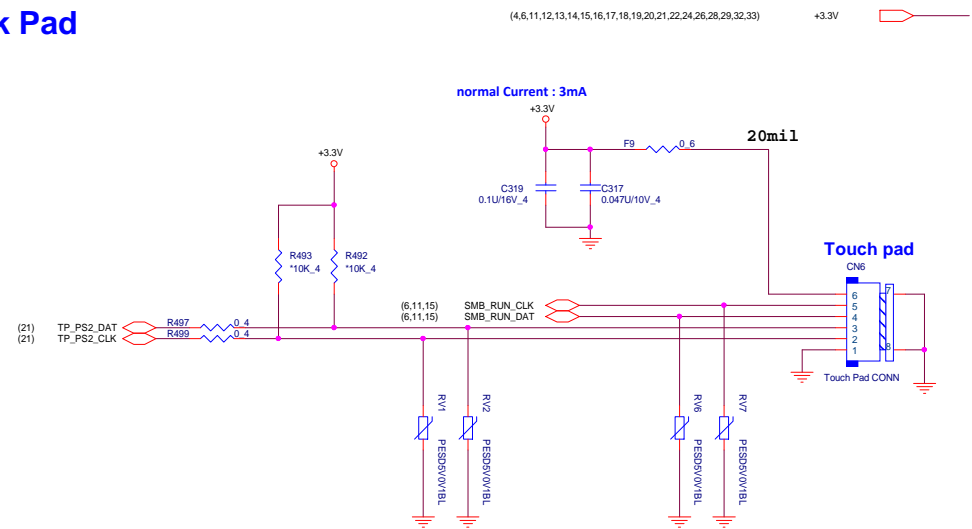 k Pad
(4,6,11,12,13,14,15,16,17,18,19,20,21,22,24,26,28,29,32,33)
+3.3V
normal Current : 3mA
+3.3V
20mil
F9
0_6
+3.3V
C319
0.1U/16V_4
C317
0.047U/10V_4
R493
*10K_4
R492
*10K_4
Touch pad
CN6
7
6
5
4
3
2
1
8
Touch Pad CONN
(6,11,15)
SMB_RUN_CLK
(6,11,15)
SMB_RUN_DAT
(21)
TP_PS2_DAT
R497
0_4
(21)
TP_PS2_CLK
R499
0_4
RV1
PESD5V0V1BL
RV2
PESD5V0V1BL
RV6
PESD5V0V1BL
RV7
PESD5V0V1BL